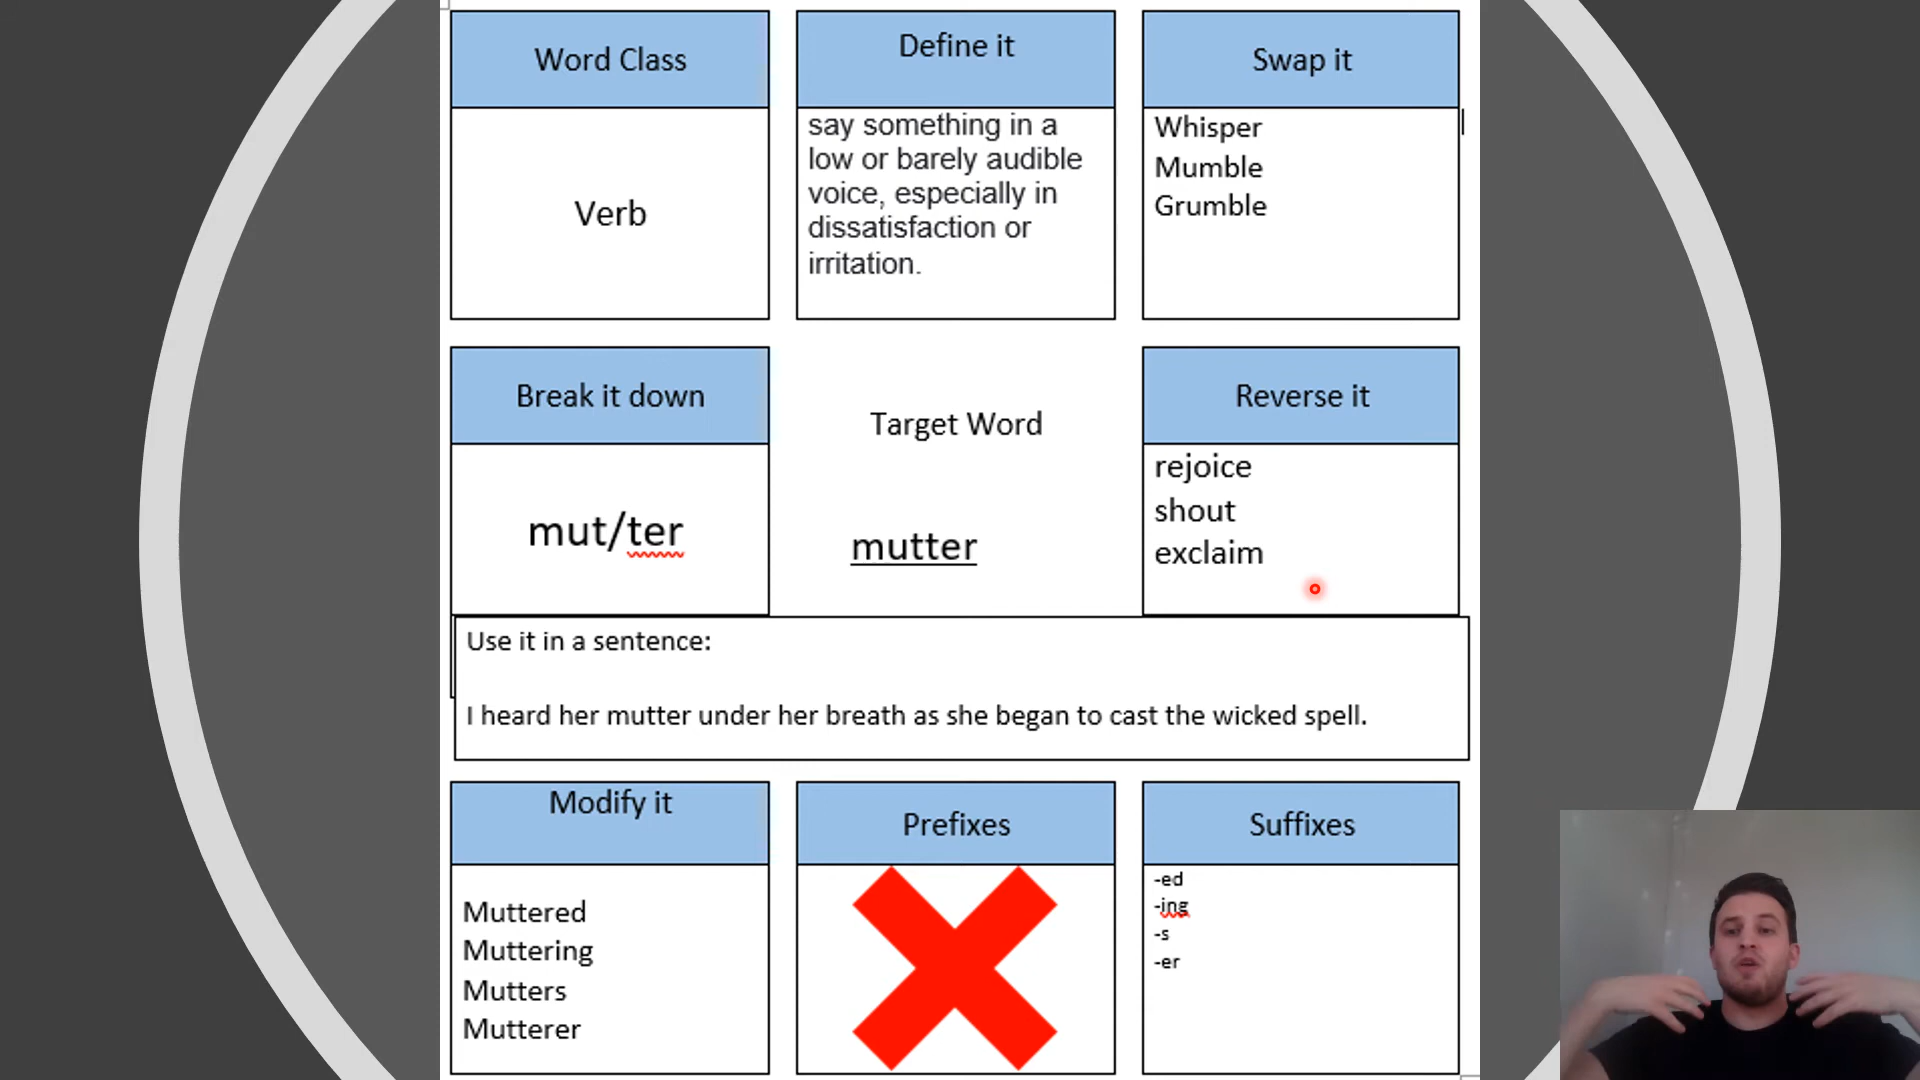 Word Class
Verb
Define it
say something in a
low or barely audible
voice, especially in
dissatisfaction or
irritation.
Swap it
Whisper
Mumble
Grumble
Break it down
mut/ter
Target Word
mutter
Reverse it
rejoice
shout
exclaim
Use it in a sentence:
I heard her mutter under her breath as she began to cast the wicked spell.
Modify it
Muttered
Muttering
Mutters
Mutterer
Prefixes
Suffixes
-ed
-ing
-s
-er